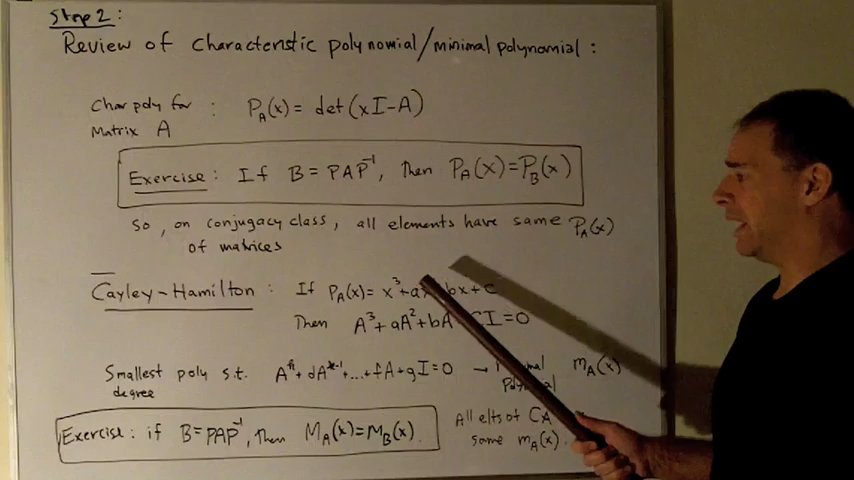 Step 2:
Review of Characteristic polynomial/minimal polynomial:
Char poly for : P_A(x) = det(xI-A)
Matrix A
Exercise: If B = PAP⁻¹, Then P_A(x) = P_B(x)
So, on conjugacy class, all elements have same P_A(x)
of matrices
Cayley-Hamilton : If P_A(x) = x³+a bx+c
Then A³+aA²+bA CI=0
Smallest poly s.t. +...+fA+gI=0 → m_A(x)
degree
Exercise: if B=PAP⁻¹, then M_A(x)=M_B(x).
All elts of CA
same m_A(x).